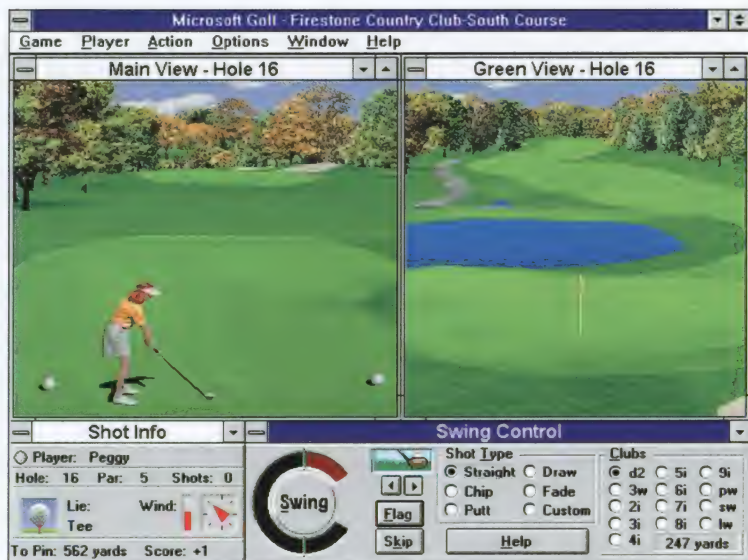 Microsoft Golf - Firestone Country Club-South Course
Game Player Action Options Window Help
Main View - Hole 16
Green View - Hole 16
Shot Info
Player: Peggy
Hole: 16 Par: 5 Shots: 0
Lie: Wind:
Tee
To Pin: 562 yards Score: +1
Swing Control
Swing
Flag
Skip
Shot Type
Straight Draw
Chip Fade
Putt Custom
Help
Clubs
d2 5i 9i
3w 6i pw
2i 7i sw
3i 8i lw
4i 247 yards